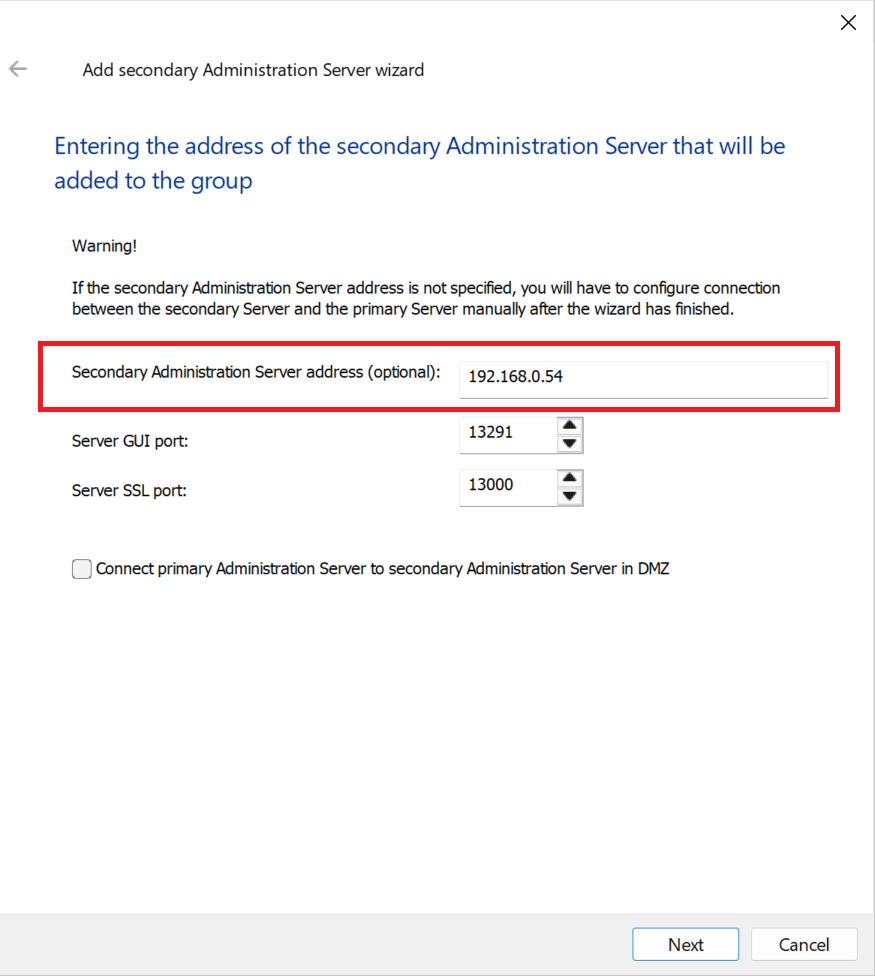 Add secondary Administration Server wizard
Entering the address of the secondary Administration Server that will be
added to the group
Warning!
If the secondary Administration Server address is not specified, you will have to configure connection
between the secondary Server and the primary Server manually after the wizard has finished.
Secondary Administration Server address (optional): 192.168.0.54
Server GUI port: 13291
Server SSL port: 13000
Connect primary Administration Server to secondary Administration Server in DMZ
Next Cancel